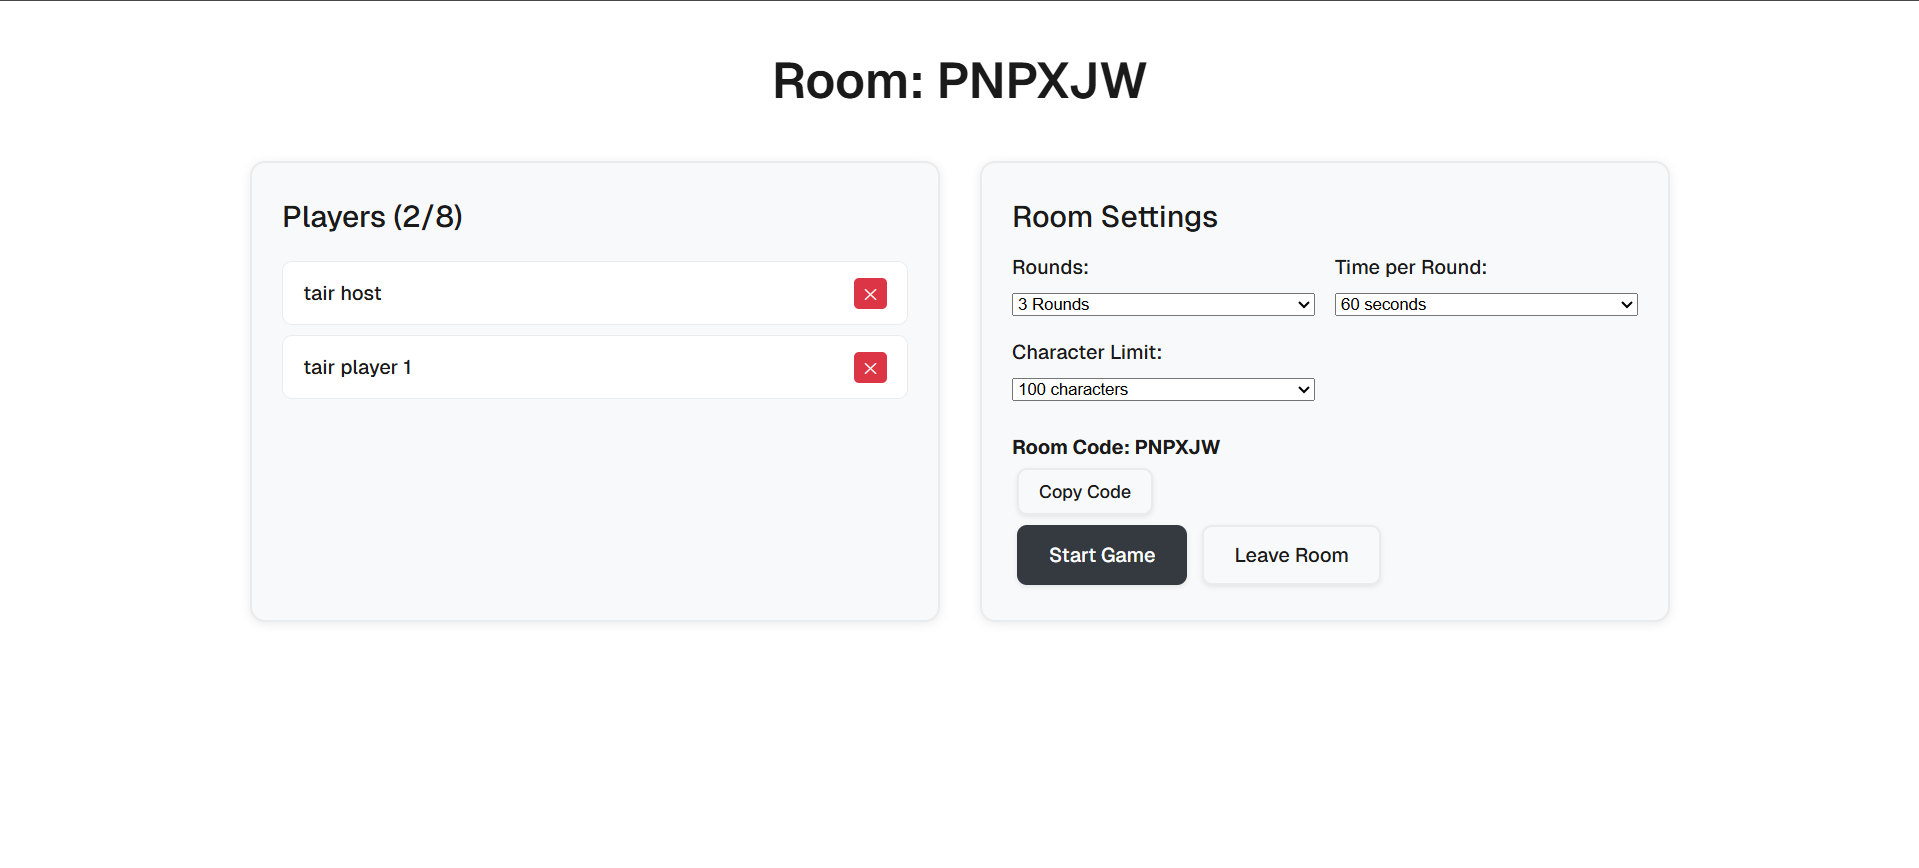 Room: PNPXJW
Players (2/8)
tair host
tair player 1
Room Settings
Rounds:
Time per Round:
3 Rounds
60 seconds
Character Limit:
100 characters
Room Code: PNPXJW
Copy Code
Start Game
Leave Room